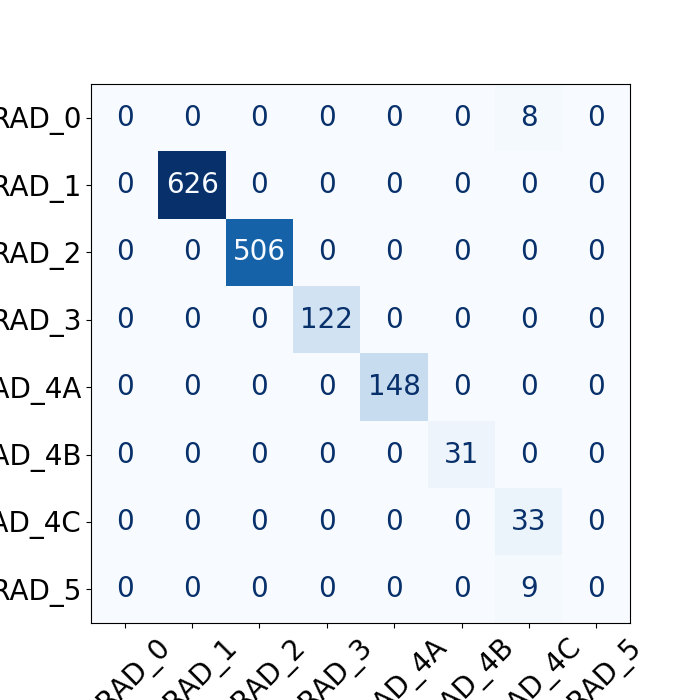 RAD_0 0 0 0 0 0 0 8 0
RAD_1 0 626 0 0 0 0 0 0
RAD_2 0 0 506 0 0 0 0 0
RAD_3 0 0 0 122 0 0 0 0
AD_4A 0 0 0 0 148 0 0 0
AD_4B 0 0 0 0 0 31 0 0
AD_4C 0 0 0 0 0 0 33 0
RAD_5 0 0 0 0 0 0 9 0
RAD_0 RAD_1 RAD_2 RAD_3 AD_4A AD_4B AD_4C RAD_5